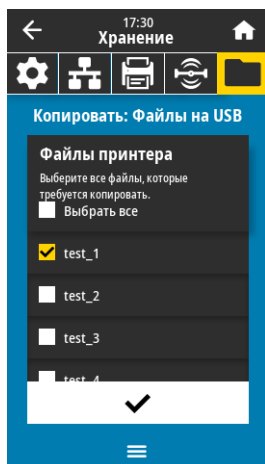 17:30
Хранение
Копировать: Файлы на USB
Файлы принтера
Выберите все файлы, которые
требуется копировать.
Выбрать все
test_1
test_2
test_3
test_4